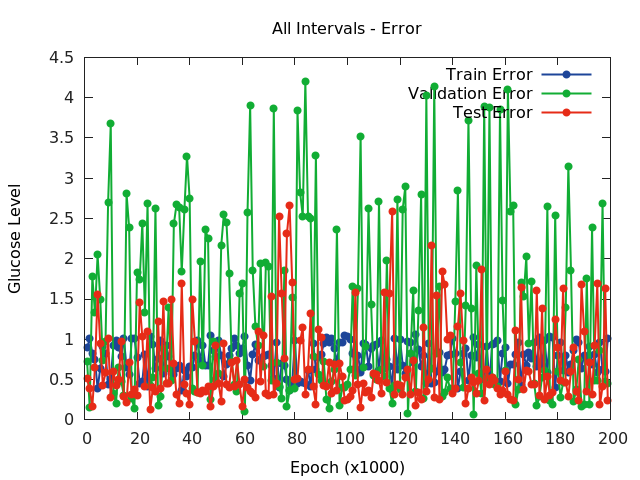 All Intervals - Error
Train Error
Validation Error
Test Error
Glucose Level
4.5
4
3.5
3
2.5
2
1.5
1
0.5
0
0 20 40 60 80 100 120 140 160 180 200
Epoch (x1000)